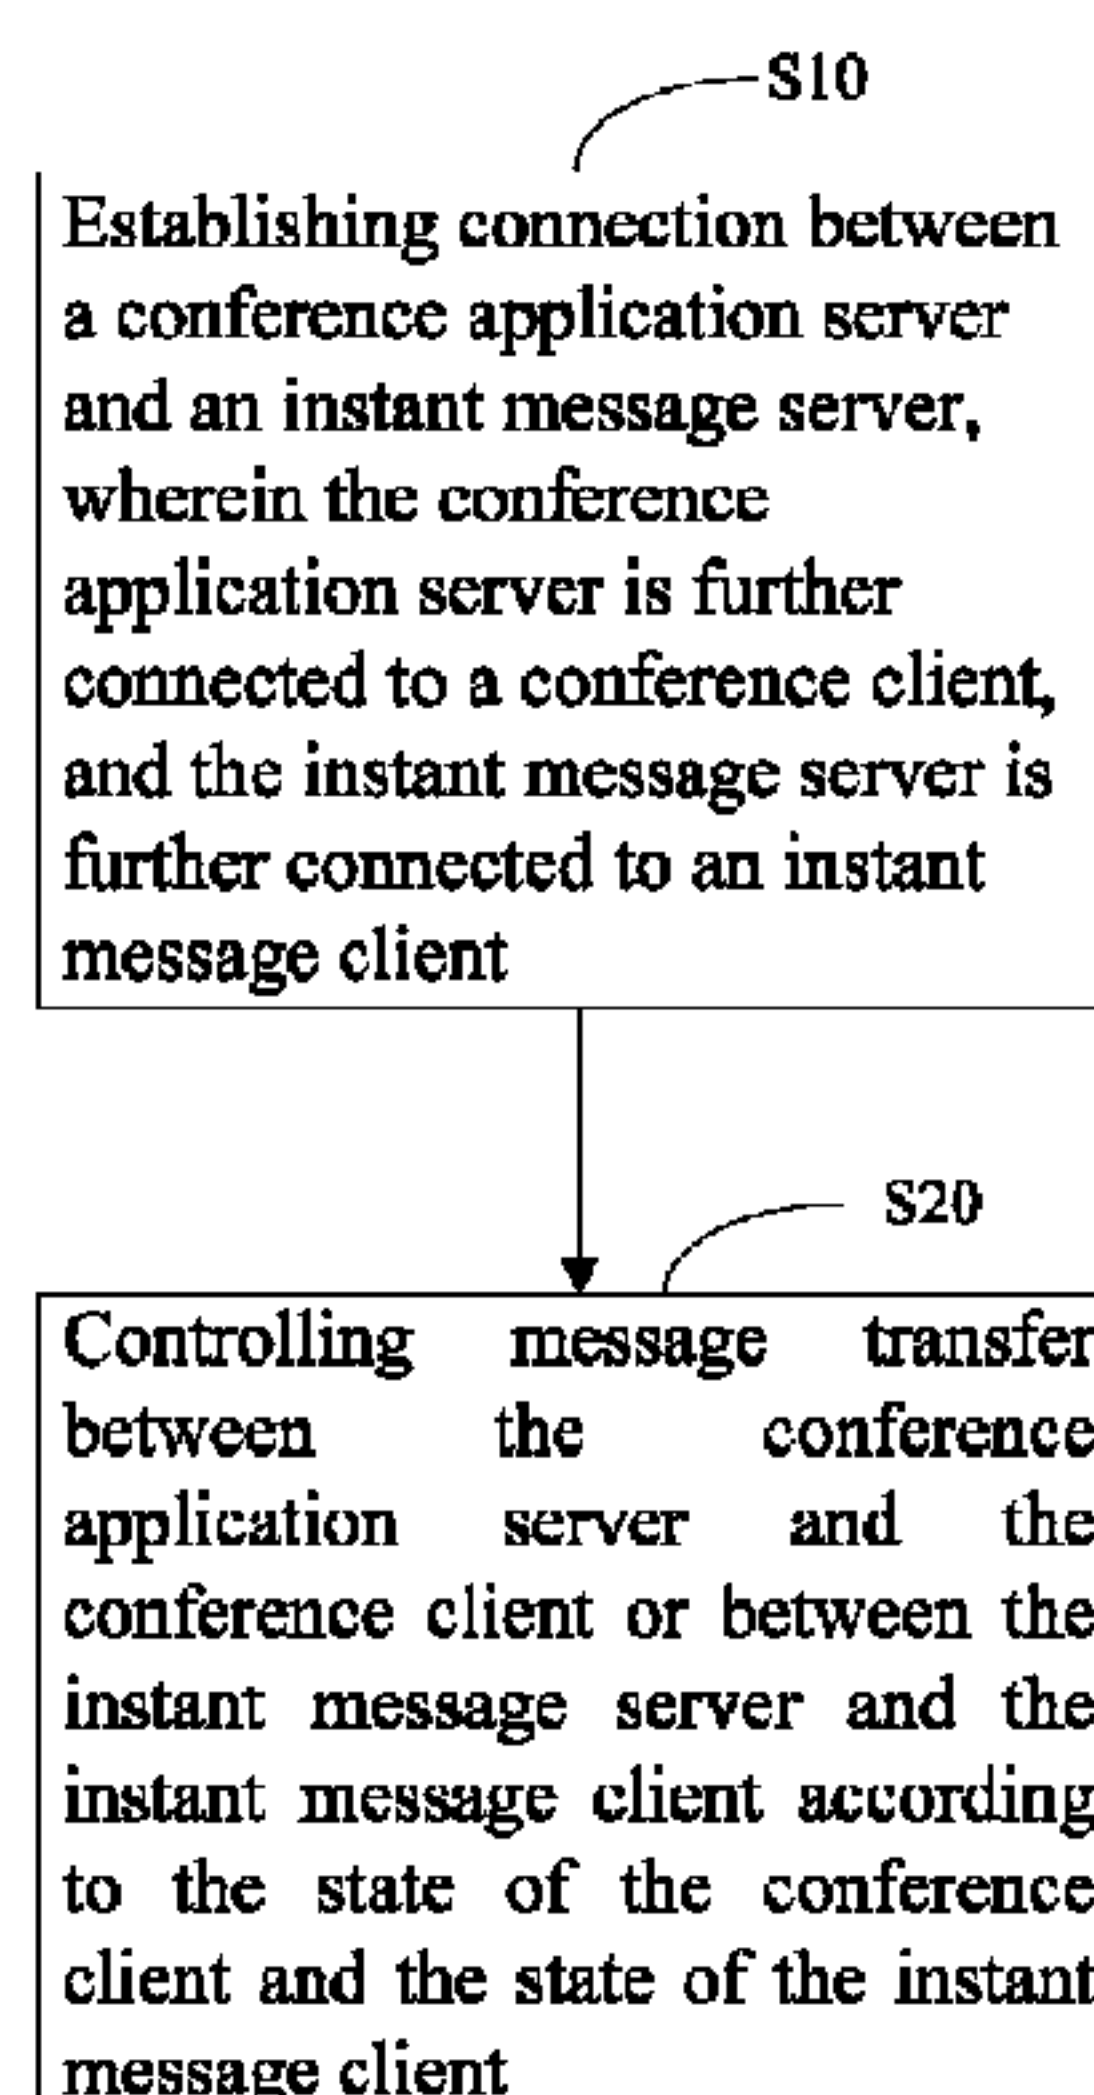 S10
Establishing connection between
a conference application server
and an instant message server,
wherein the conference
application server is further
connected to a conference client,
and the instant message server is
further connected to an instant
message client
S20
Controlling message transfer
between the conference
application server and the
conference client or between the
instant message server and the
instant message client according
to the state of the conference
client and the state of the instant
message client